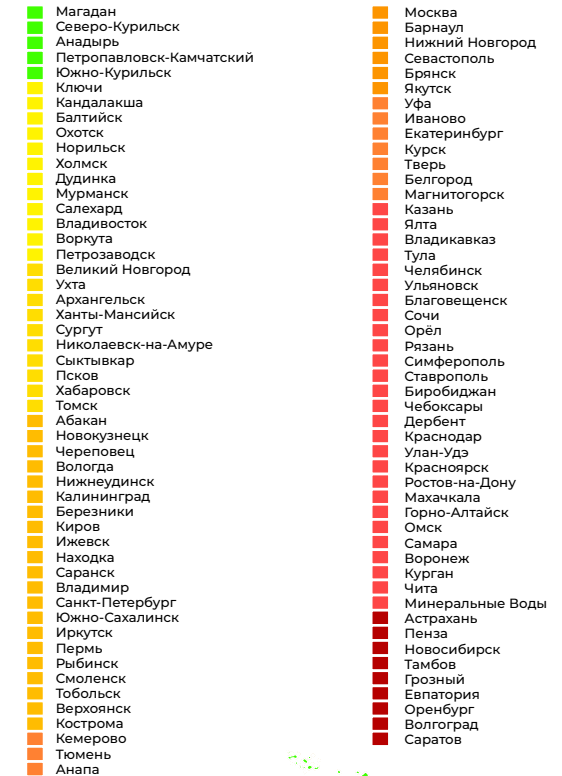 Магадан
Северо-Курильск
Анадырь
Петропавловск-Камчатский
Южно-Курильск
Ключи
Кандалакша
Балтийск
Охотск
Норильск
Холмск
Дудинка
Мурманск
Салехард
Владивосток
Воркута
Петрозаводск
Великий Новгород
Ухта
Архангельск
Ханты-Мансийск
Сургут
Николаевск-на-Амуре
Сыктывкар
Псков
Хабаровск
Томск
Абакан
Новокузнецк
Череповец
Вологда
Нижнеудинск
Калининград
Березники
Киров
Ижевск
Находка
Саранск
Владимир
Санкт-Петербург
Южно-Сахалинск
Иркутск
Пермь
Рыбинск
Смоленск
Тобольск
Верхоянск
Кострома
Кемерово
Тюмень
Анапа
Москва
Барнаул
Нижний Новгород
Севастополь
Брянск
Якутск
Уфа
Иваново
Екатеринбург
Курск
Тверь
Белгород
Магнитогорск
Казань
Ялта
Владикавказ
Тула
Челябинск
Ульяновск
Благовещенск
Сочи
Орёл
Рязань
Симферополь
Ставрополь
Биробиджан
Чебоксары
Дербент
Краснодар
Улан-Удэ
Красноярск
Ростов-на-Дону
Махачкала
Горно-Алтайск
Омск
Самара
Воронеж
Курган
Чита
Минеральные Воды
Астрахань
Пенза
Новосибирск
Тамбов
Грозный
Евпатория
Оренбург
Волгоград
Саратов